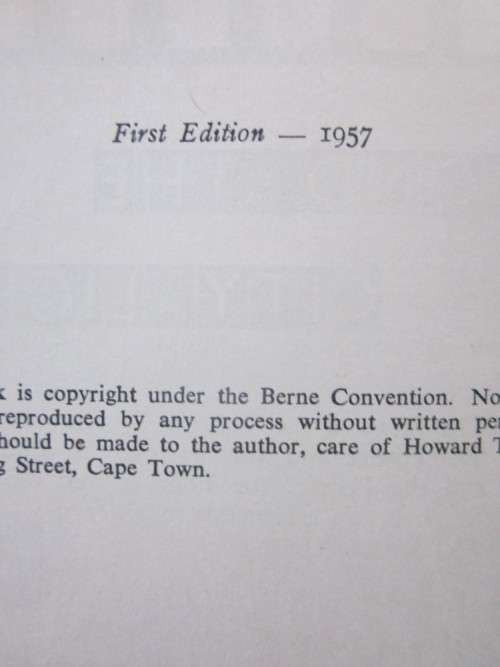 First Edition — 1957
is copyright under the Berne Convention. No
reproduced by any process without written per
hould be made to the author, care of Howard T
g Street, Cape Town.